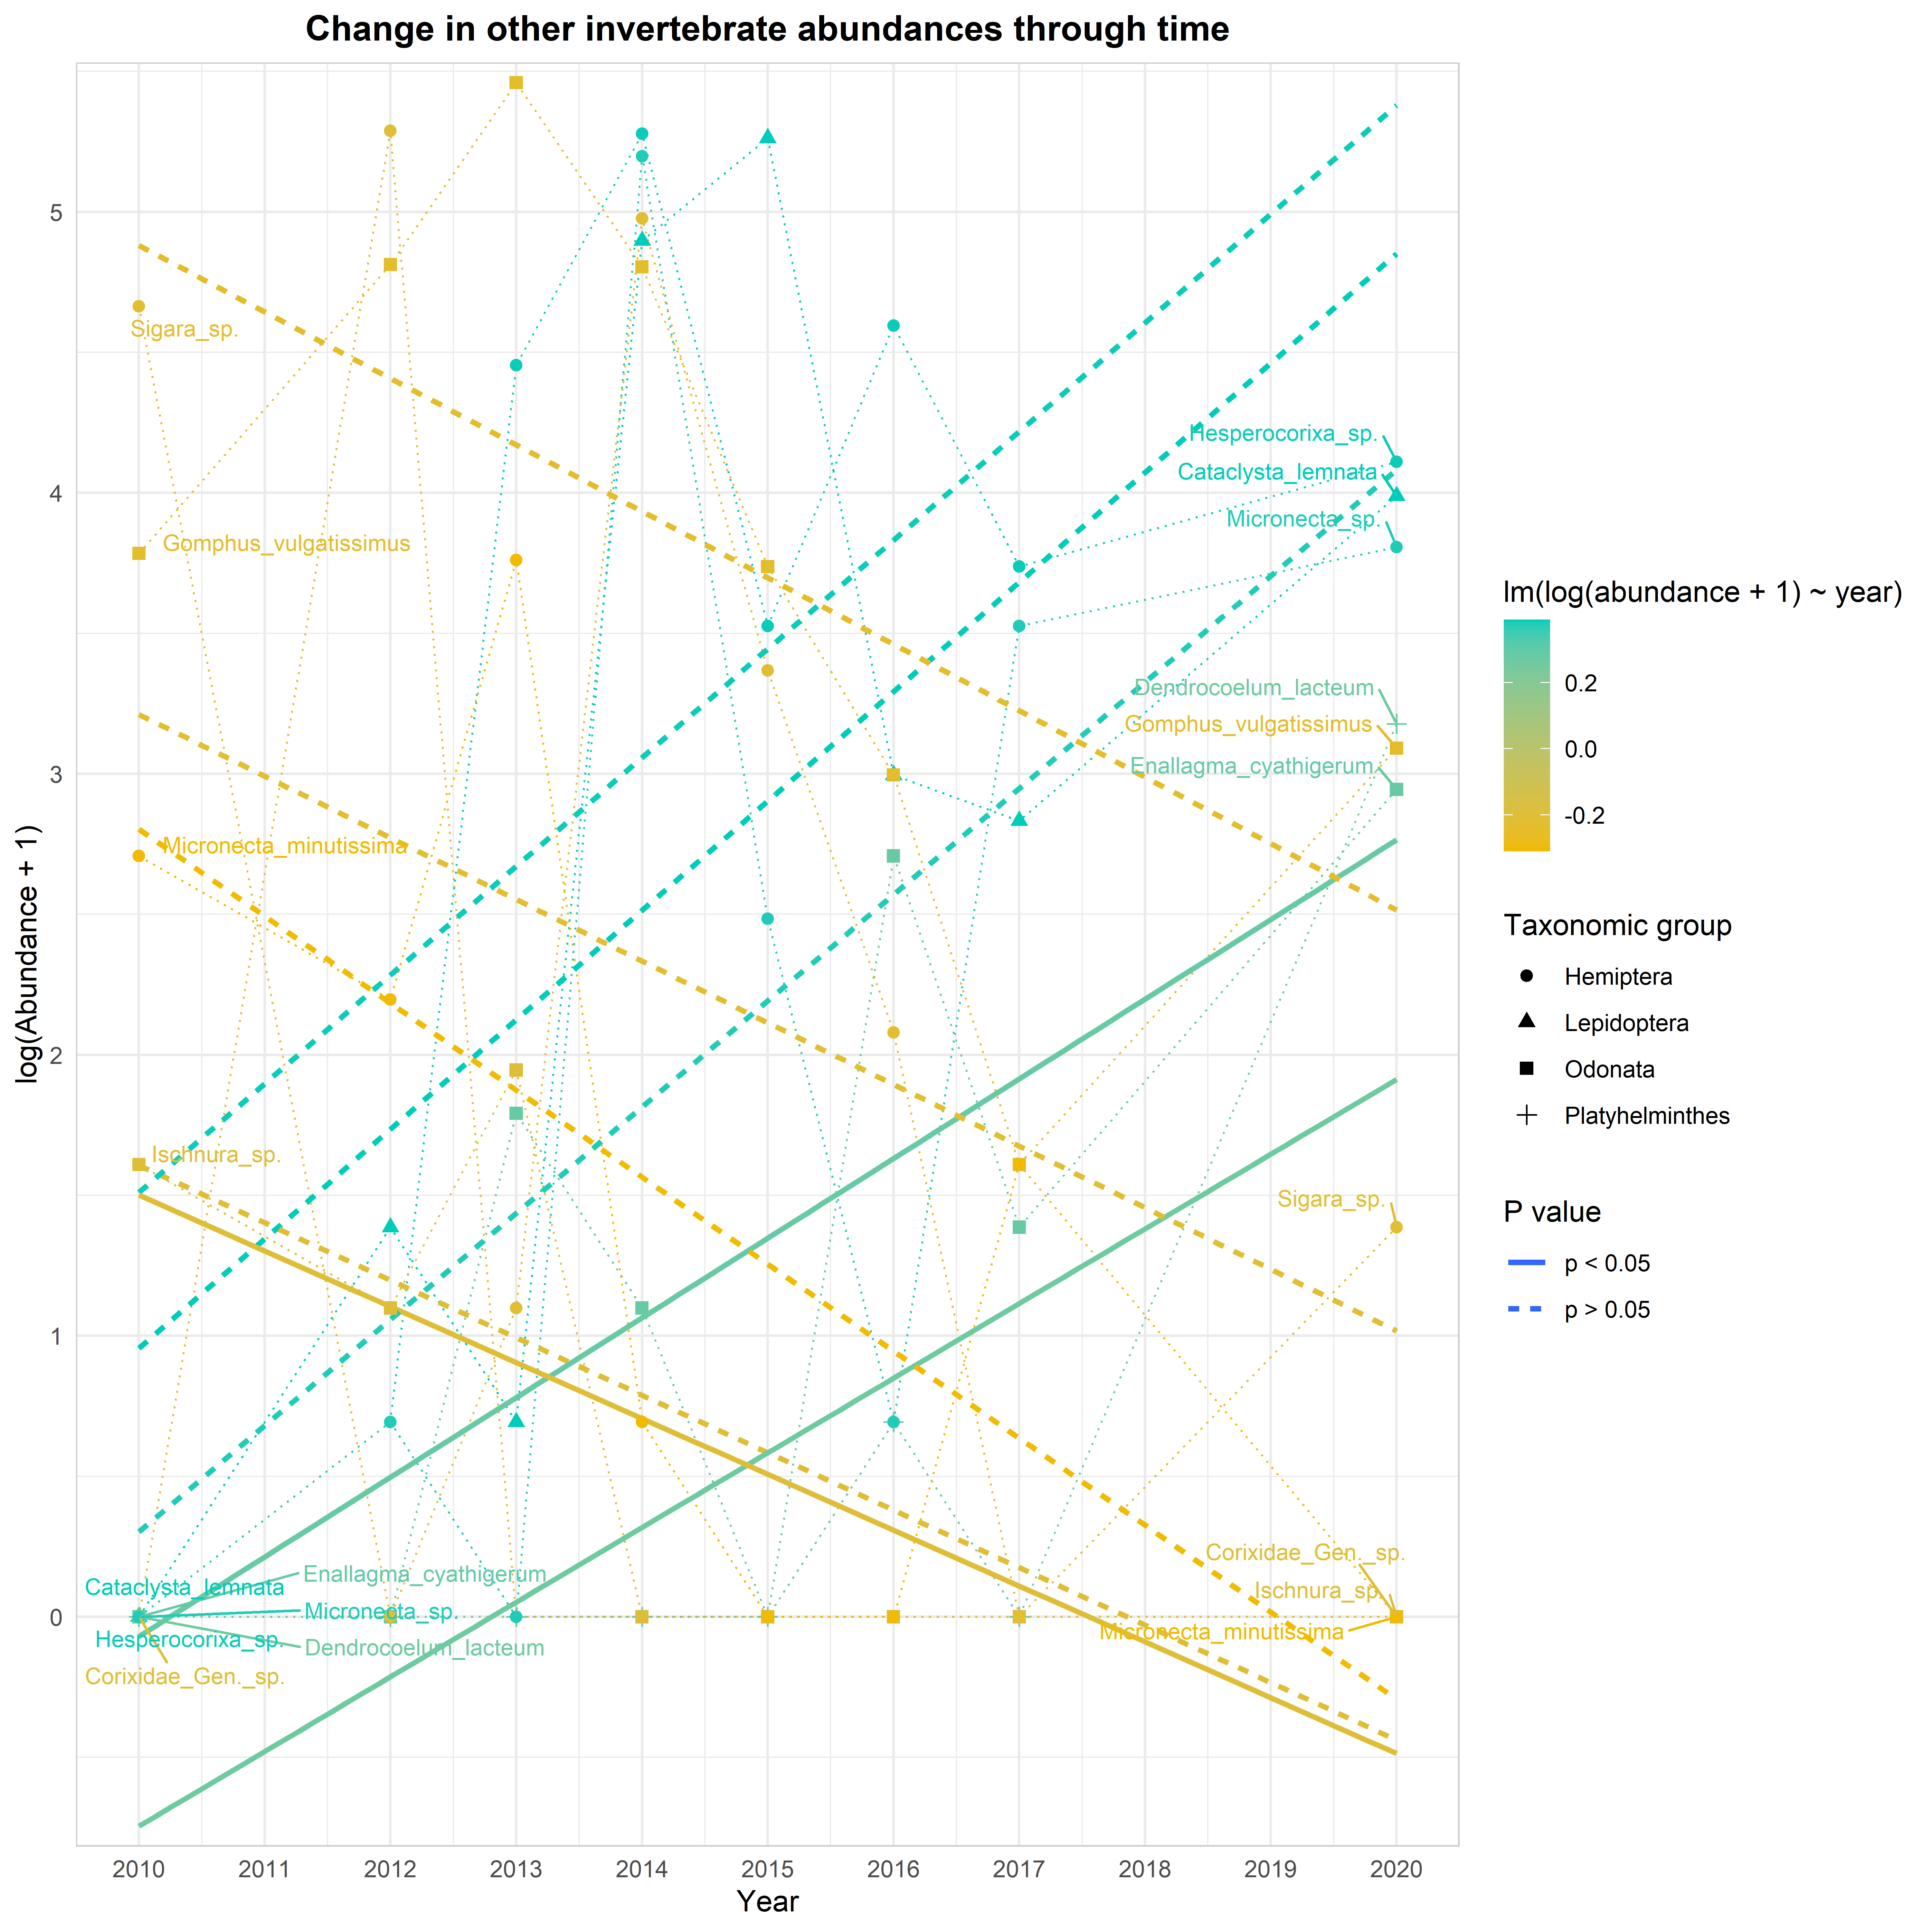 Change in other invertebrate abundances through time
log(Abundance + 1)
5
4
3
2
1
0
Sigara_sp.
Gomphus_vulgatissimus
Micronecta_minutissima
Ischnura_sp.
Cataclysta_lemnata
Enallagma_cyathigerum
Micronecta_sp.
Hesperocorixa_sp.
Dendrocoelum_lacteum
Corixidae_Gen._sp.
Hesperocorixa_sp.
Cataclysta_lemnata
Micronecta_sp.
Dendrocoelum_lacteum
Gomphus_vulgatissimus
Enallagma_cyathigerum
Sigara_sp.
Corixidae_Gen._sp.
Ischnura_sp.
Micronecta_minutissima
2010 2011 2012 2013 2014 2015 2016 2017 2018 2019 2020
Year
lm(log(abundance + 1) ~ year)
0.2
0.0
-0.2
Taxonomic group
Hemiptera
Lepidoptera
Odonata
Platyhelminthes
P value
p < 0.05
p > 0.05